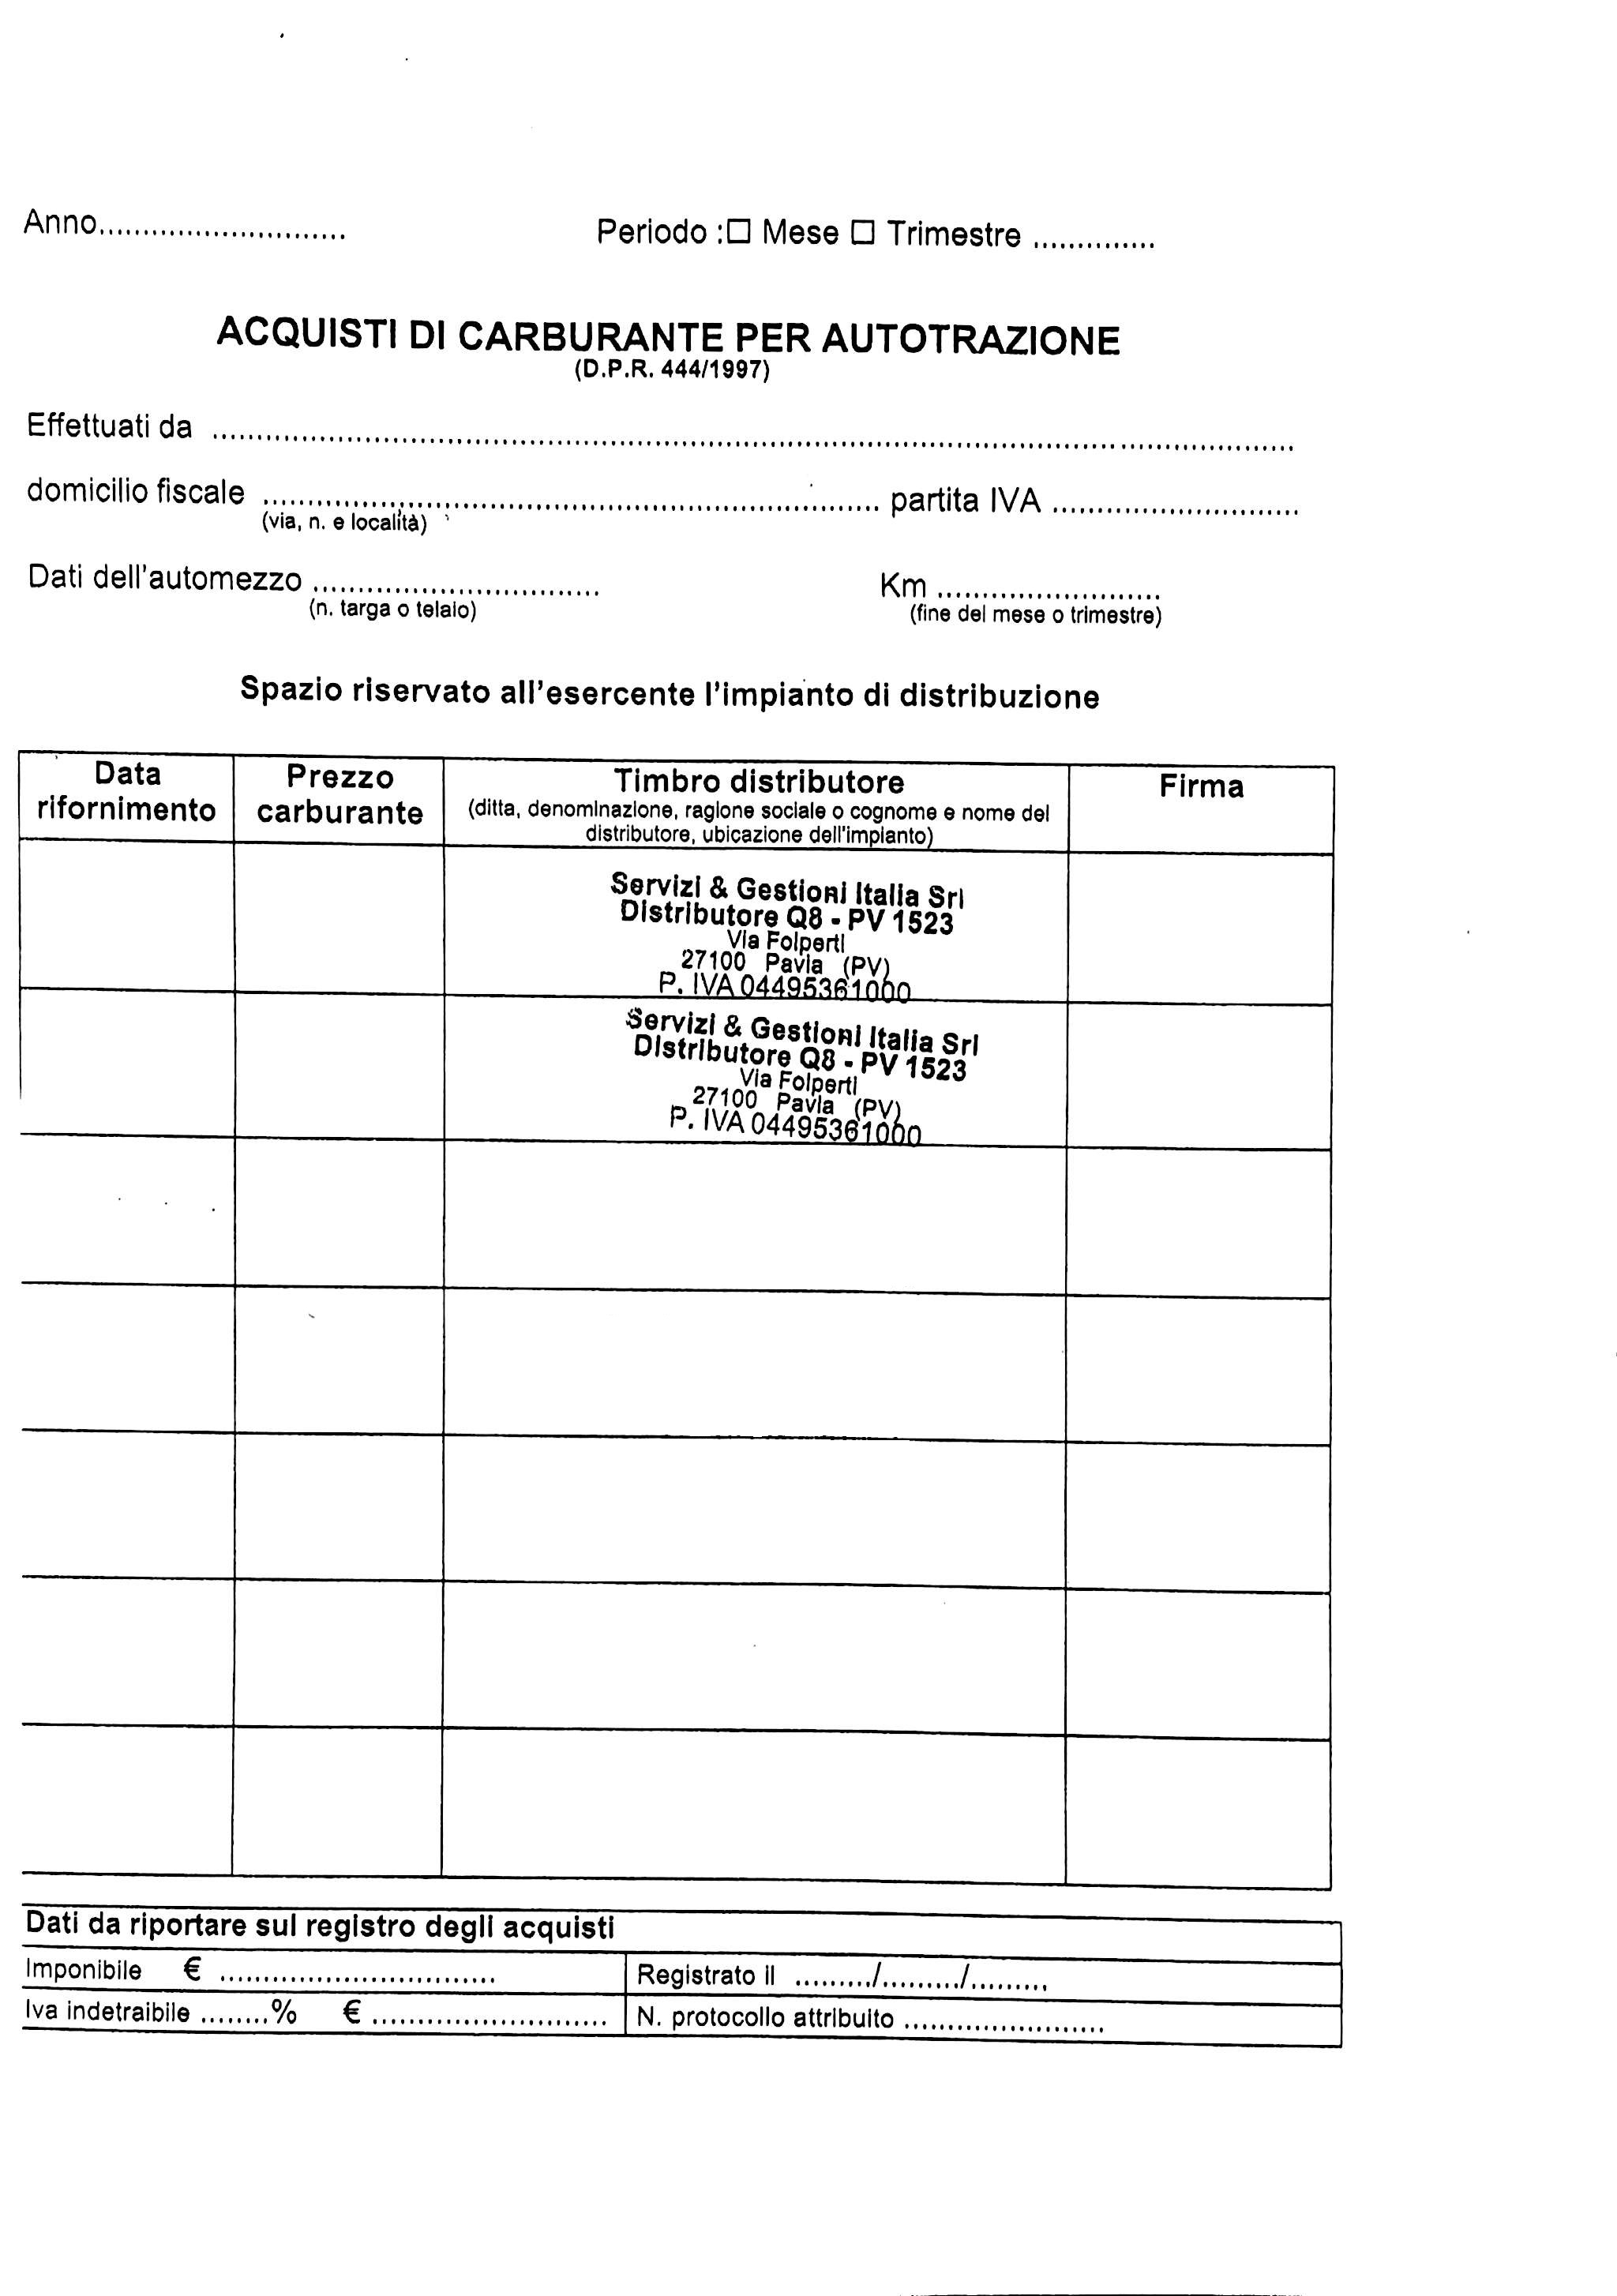 Anno............................ Periodo :☐ Mese ☐ Trimestre ..............
ACQUISTI DI CARBURANTE PER AUTOTRAZIONE
(D.P.R. 444/1997)
Effettuati da ................................................................................................................
domicilio fiscale ...................................................................... partita IVA ............................
(via, n. e località)
Dati dell'automezzo ................................ Km .........................
(n. targa o telaio) (fine del mese o trimestre)
Spazio riservato all'esercente l'impianto di distribuzione
Data rifornimento
Prezzo carburante
Timbro distributore
(ditta, denominazione, ragione sociale o cognome e nome del
distributore, ubicazione dell'impianto)
Firma
Servizi & Gestioni Italia Srl
Distributore Q8 - PV 1523
Via Folperti
27100 Pavia (PV)
P. IVA 04495361000
Servizi & Gestioni Italia Srl
Distributore Q8 - PV 1523
Via Folperti
27100 Pavia (PV)
P. IVA 04495361000
Dati da riportare sul registro degli acquisti
Imponibile € ............................... Registrato il ........./........./.........
Iva indetraibile ........% € .......................... N. protocollo attribuito .......................